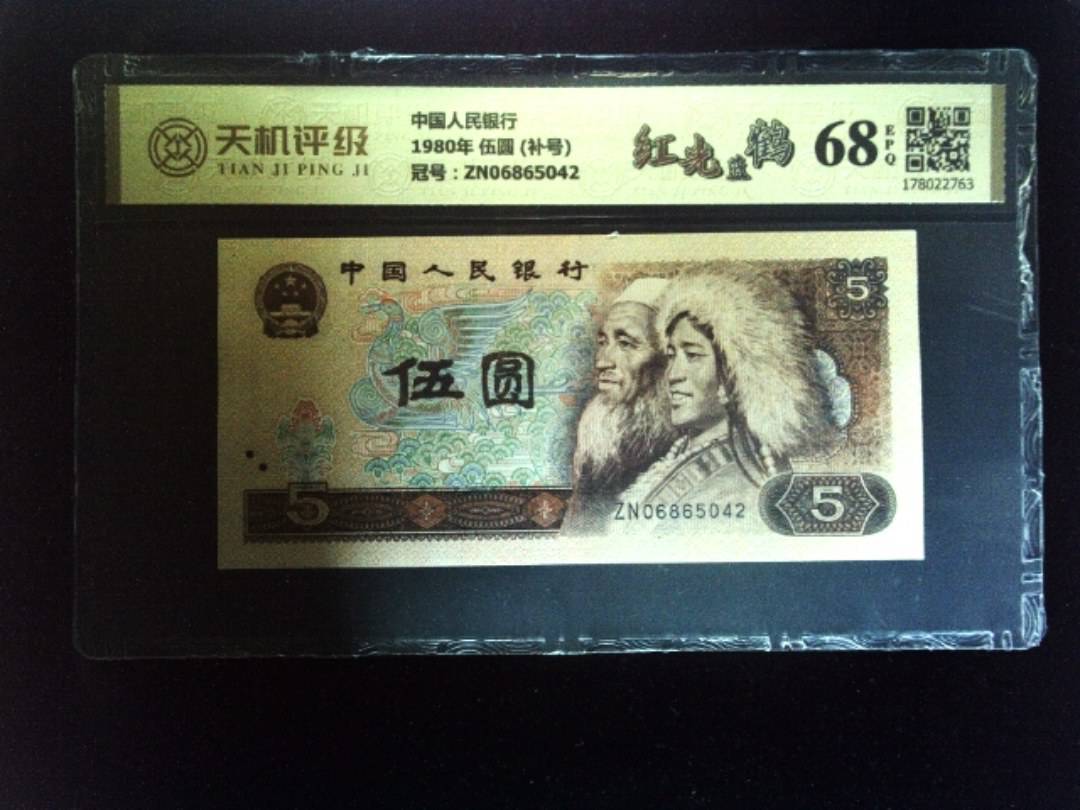 天机评级
TIAN JI PING JI
中国人民银行
1980年 伍圆 (补号)
冠号：ZN06865042
红光蓝鹤
68 EPQ
178022763
中国人民银行
5
伍圆
5
ZN06865042
5